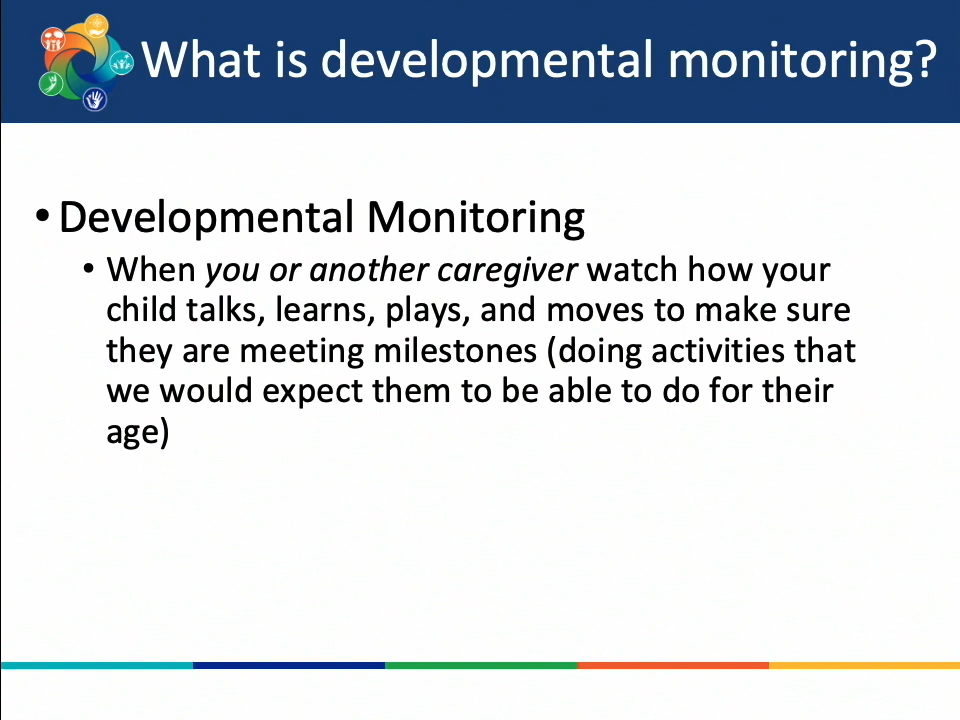 What is developmental monitoring?
• Developmental Monitoring
• When you or another caregiver watch how your
child talks, learns, plays, and moves to make sure
they are meeting milestones (doing activities that
we would expect them to be able to do for their
age)